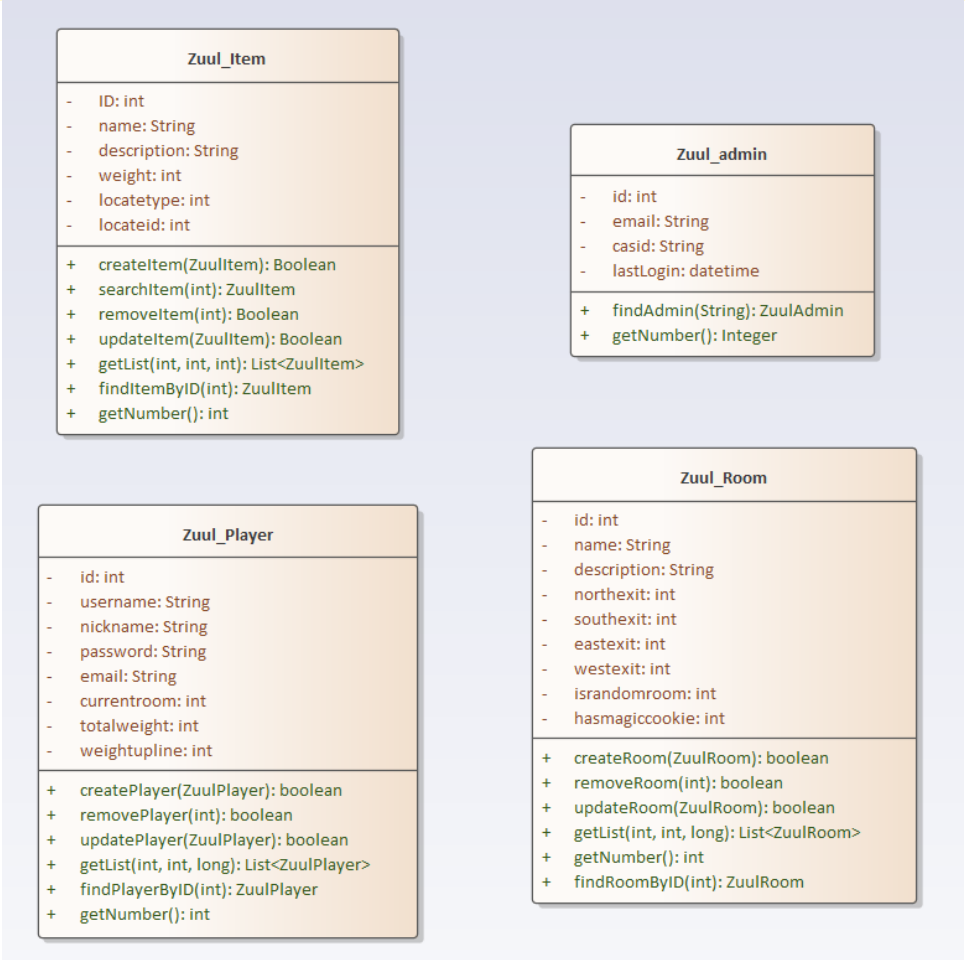 Zuul_Item
- ID: int
- name: String
- description: String
- weight: int
- locatetype: int
- locateid: int
+ createItem(ZuulItem): Boolean
+ searchItem(int): ZuulItem
+ removeItem(int): Boolean
+ updateItem(ZuulItem): Boolean
+ getList(int, int, int): List<ZuulItem>
+ findItemByID(int): ZuulItem
+ getNumber(): int
Zuul_admin
- id: int
- email: String
- casid: String
- lastLogin: datetime
+ findAdmin(String): ZuulAdmin
+ getNumber(): Integer
Zuul_Player
- id: int
- username: String
- nickname: String
- password: String
- email: String
- currentroom: int
- totalweight: int
- weightupline: int
+ createPlayer(ZuulPlayer): boolean
+ removePlayer(int): boolean
+ updatePlayer(ZuulPlayer): boolean
+ getList(int, int, long): List<ZuulPlayer>
+ findPlayerByID(int): ZuulPlayer
+ getNumber(): int
Zuul_Room
- id: int
- name: String
- description: String
- northexit: int
- southexit: int
- eastexit: int
- westexit: int
- israndomroom: int
- hasmagiccookie: int
+ createRoom(ZuulRoom): boolean
+ removeRoom(int): boolean
+ updateRoom(ZuulRoom): boolean
+ getList(int, int, long): List<ZuulRoom>
+ getNumber(): int
+ findRoomByID(int): ZuulRoom